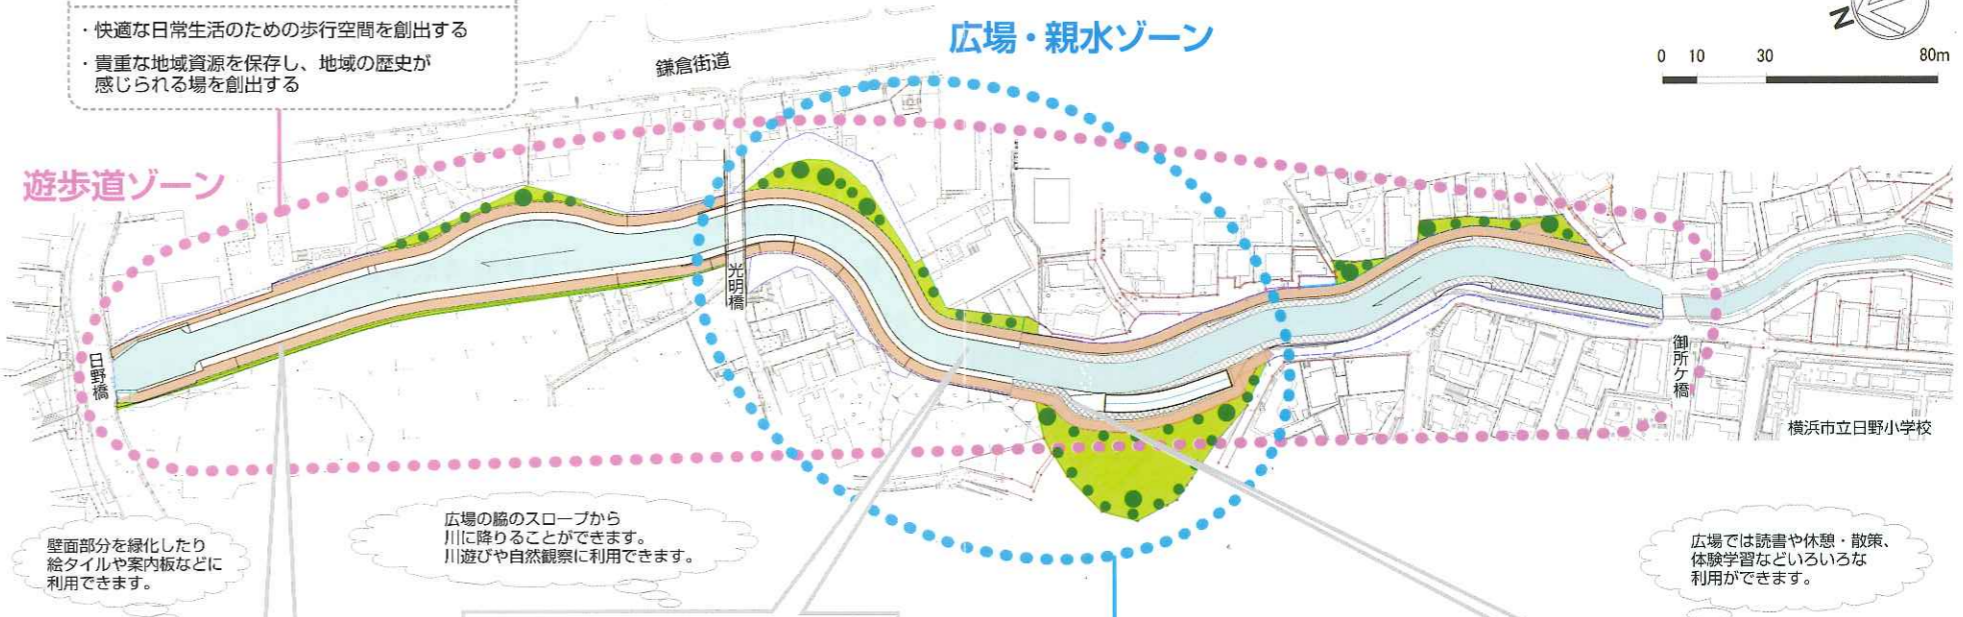 ・快適な日常生活のための歩行空間を創出する
・貴重な地域資源を保存し、地域の歴史が
感じられる場を創出する
鎌倉街道
広場・親水ゾーン
N
0 10 30 80m
遊歩道ゾーン
日野橋
光明橋
御所ケ橋
横浜市立日野小学校
壁面部分を緑化したり
絵タイルや案内板などに
利用できます。
広場の脇のスロープから
川に降りることができます。
川遊びや自然観察に利用できます。
広場では読書や休憩・散策、
体験学習などいろいろな
利用ができます。